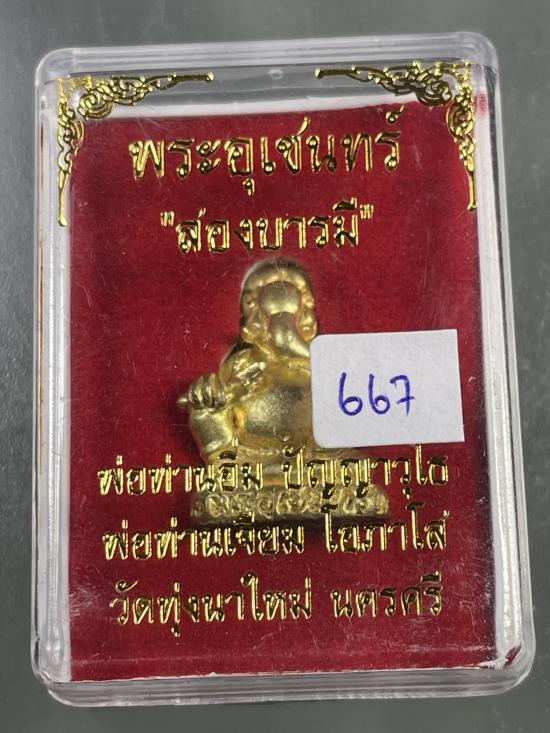 พระอุเชนทร์
"สองบารมี"
667
พ่อท่านอิ่ม ปัญญาวุโธ
พ่อท่านเจียม โอภาโส
วัดทุ่งนาใหม่ นครศรี